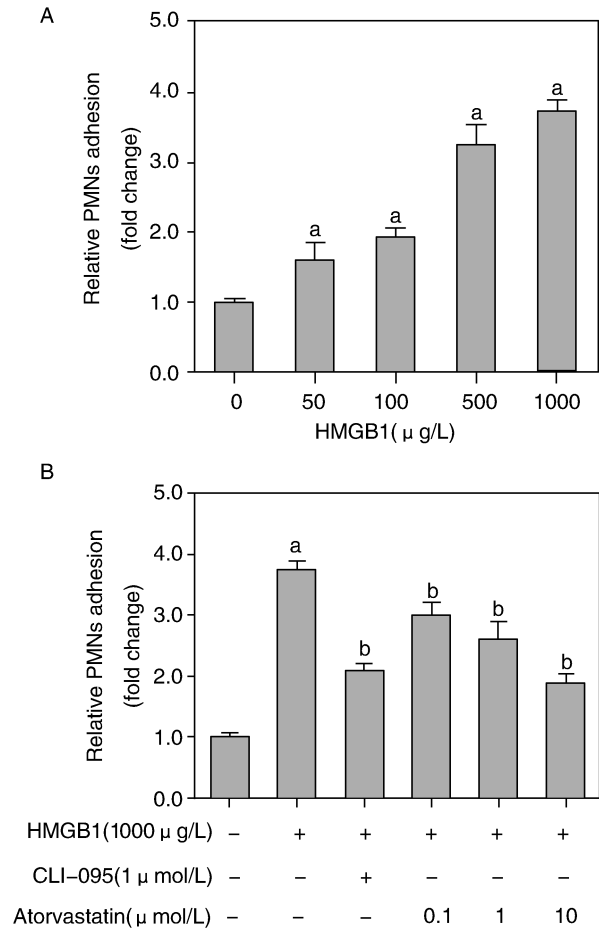 A
Relative PMNs adhesion
(fold change)
5.0
4.0
3.0
2.0
1.0
0.0
a
a
a
a
0
50
100
500
1000
HMGB1( μ g/L)
B
Relative PMNs adhesion
(fold change)
5.0
4.0
3.0
2.0
1.0
0.0
a
b
b
b
b
HMGB1(1000 μ g/L) − + + + + +
CLI−095(1 μ mol/L) − − + − − −
Atorvastatin(μ mol/L) − − − 0.1 1 10